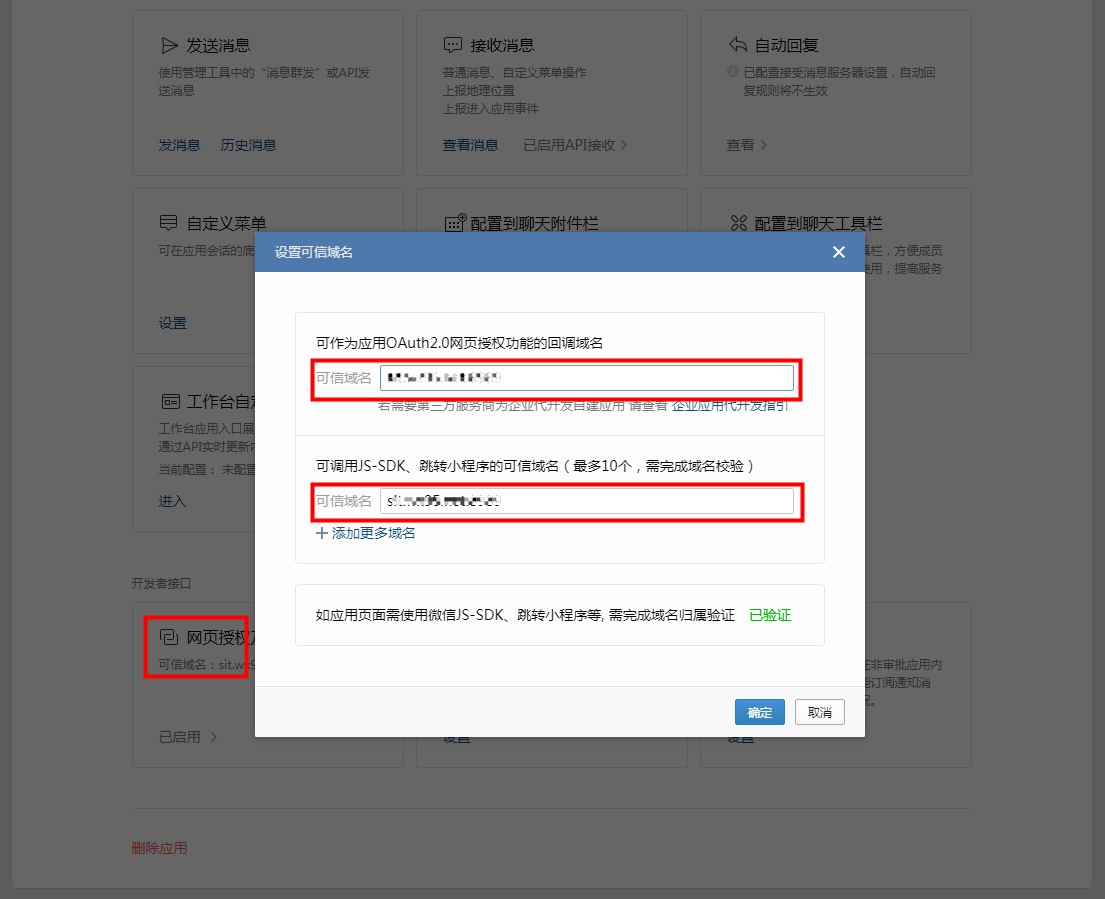 发送消息
使用管理工具中的“消息群发”或API发
送消息
发消息 历史消息
接收消息
普通消息、自定义菜单操作
上报地理位置
上报进入应用事件
查看消息 已启用API接收
自动回复
已配置接受消息服务器设置，自动回
复规则将不生效
查看
自定义菜单
可在应用会话的底
设置
配置到聊天附件栏
配置到聊天工具栏
具栏，方便成员
使用，提高服务
设置可信域名
可作为应用OAuth2.0网页授权功能的回调域名
可信域名
若需要第三方服务商为企业代开发自建应用 请查看 企业应用代开发指引
可调用JS-SDK、跳转小程序的可信域名（最多10个，需完成域名校验）
可信域名
添加更多域名
如应用页面需使用微信JS-SDK、跳转小程序等, 需完成域名归属验证 已验证
确定 取消
工作台自定
工作台应用入口展
通过API实时更新内
当前配置： 未配置
进入
开发者接口
网页授权及
可信域名：sit.w
已启用
设置
在非审批应用内
能订阅通知消
设置
删除应用